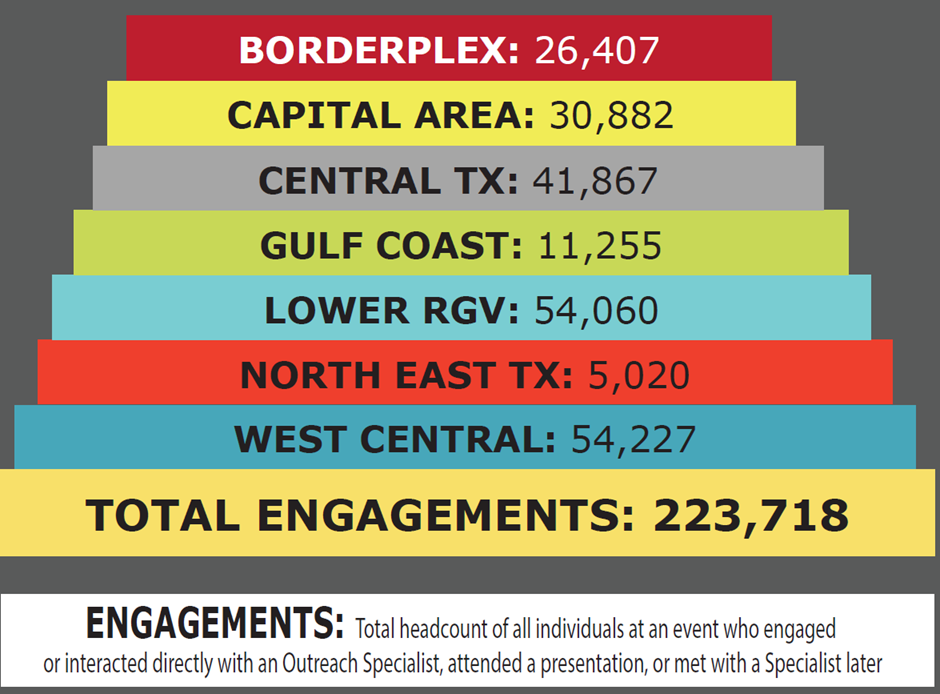 BORDERPLEX: 26,407
CAPITAL AREA: 30,882
CENTRAL TX: 41,867
GULF COAST: 11,255
LOWER RGV: 54,060
NORTH EAST TX: 5,020
WEST CENTRAL: 54,227
TOTAL ENGAGEMENTS: 223,718
ENGAGEMENTS: Total headcount of all individuals at an event who engaged
or interacted directly with an Outreach Specialist, attended a presentation, or met with a Specialist later